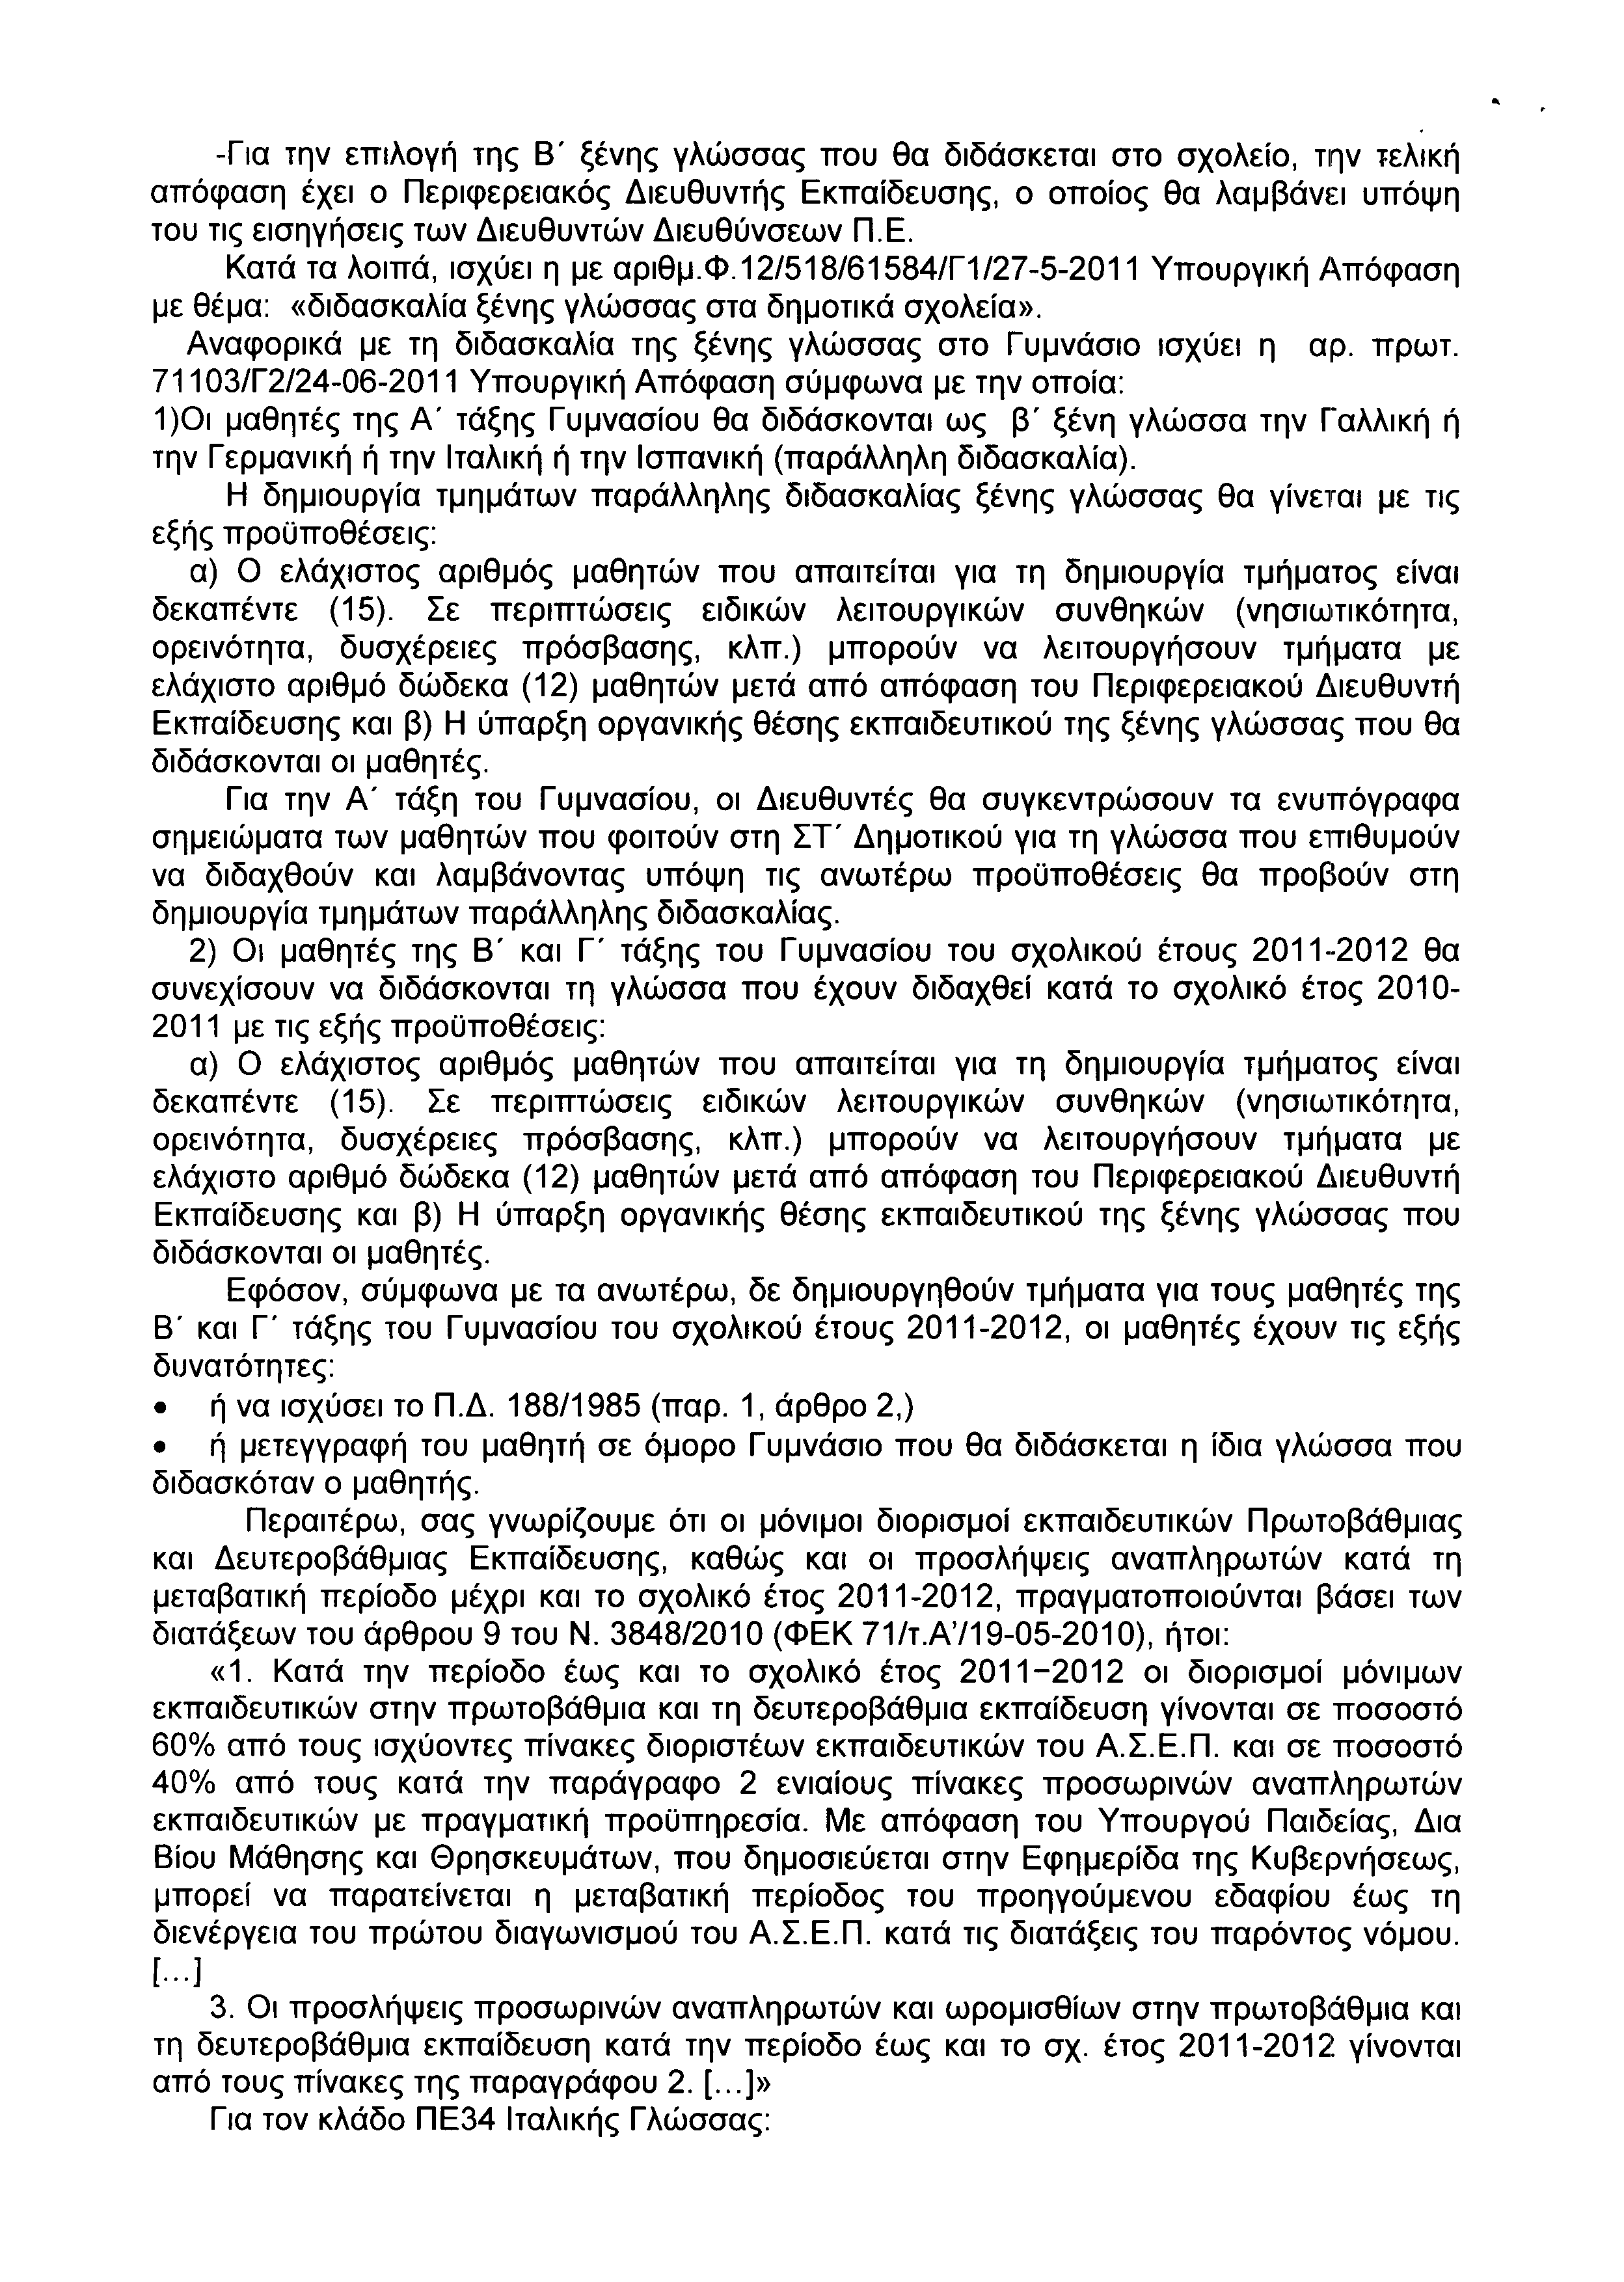 -Για την επιλογή της Β΄ ξένης γλώσσας που θα διδάσκεται στο σχολείο, την τελική
απόφαση έχει ο Περιφερειακός Διευθυντής Εκπαίδευσης, ο οποίος θα λαμβάνει υπόψη
του τις εισηγήσεις των Διευθυντών Διευθύνσεων Π.Ε.
Κατά τα λοιπά, ισχύει η με αριθμ.Φ.12/518/61584/Γ1/27-5-2011 Υπουργική Απόφαση
με θέμα: «διδασκαλία ξένης γλώσσας στα δημοτικά σχολεία».
Αναφορικά με τη διδασκαλία της ξένης γλώσσας στο Γυμνάσιο ισχύει η αρ. πρωτ.
71103/Γ2/24-06-2011 Υπουργική Απόφαση σύμφωνα με την οποία:
1)Οι μαθητές της Α΄ τάξης Γυμνασίου θα διδάσκονται ως β΄ ξένη γλώσσα την Γαλλική ή
την Γερμανική ή την Ιταλική ή την Ισπανική (παράλληλη διδασκαλία).
Η δημιουργία τμημάτων παράλληλης διδασκαλίας ξένης γλώσσας θα γίνεται με τις
εξής προϋποθέσεις:
α) Ο ελάχιστος αριθμός μαθητών που απαιτείται για τη δημιουργία τμήματος είναι
δεκαπέντε (15). Σε περιπτώσεις ειδικών λειτουργικών συνθηκών (νησιωτικότητα,
ορεινότητα, δυσχέρειες πρόσβασης, κλπ.) μπορούν να λειτουργήσουν τμήματα με
ελάχιστο αριθμό δώδεκα (12) μαθητών μετά από απόφαση του Περιφερειακού Διευθυντή
Εκπαίδευσης και β) Η ύπαρξη οργανικής θέσης εκπαιδευτικού της ξένης γλώσσας που θα
διδάσκονται οι μαθητές.
Για την Α΄ τάξη του Γυμνασίου, οι Διευθυντές θα συγκεντρώσουν τα ενυπόγραφα
σημειώματα των μαθητών που φοιτούν στη ΣΤ΄ Δημοτικού για τη γλώσσα που επιθυμούν
να διδαχθούν και λαμβάνοντας υπόψη τις ανωτέρω προϋποθέσεις θα προβούν στη
δημιουργία τμημάτων παράλληλης διδασκαλίας.
2) Οι μαθητές της Β΄ και Γ΄ τάξης του Γυμνασίου του σχολικού έτους 2011-2012 θα
συνεχίσουν να διδάσκονται τη γλώσσα που έχουν διδαχθεί κατά το σχολικό έτος 2010-
2011 με τις εξής προϋποθέσεις:
α) Ο ελάχιστος αριθμός μαθητών που απαιτείται για τη δημιουργία τμήματος είναι
δεκαπέντε (15). Σε περιπτώσεις ειδικών λειτουργικών συνθηκών (νησιωτικότητα,
ορεινότητα, δυσχέρειες πρόσβασης, κλπ.) μπορούν να λειτουργήσουν τμήματα με
ελάχιστο αριθμό δώδεκα (12) μαθητών μετά από απόφαση του Περιφερειακού Διευθυντή
Εκπαίδευσης και β) Η ύπαρξη οργανικής θέσης εκπαιδευτικού της ξένης γλώσσας που
διδάσκονται οι μαθητές.
Εφόσον, σύμφωνα με τα ανωτέρω, δε δημιουργηθούν τμήματα για τους μαθητές της
Β΄ και Γ΄ τάξης του Γυμνασίου του σχολικού έτους 2011-2012, οι μαθητές έχουν τις εξής
δυνατότητες:
• ή να ισχύσει το Π.Δ. 188/1985 (παρ. 1, άρθρο 2,)
• ή μετεγγραφή του μαθητή σε όμορο Γυμνάσιο που θα διδάσκεται η ίδια γλώσσα που
διδασκόταν ο μαθητής.
Περαιτέρω, σας γνωρίζουμε ότι οι μόνιμοι διορισμοί εκπαιδευτικών Πρωτοβάθμιας
και Δευτεροβάθμιας Εκπαίδευσης, καθώς και οι προσλήψεις αναπληρωτών κατά τη
μεταβατική περίοδο μέχρι και το σχολικό έτος 2011-2012, πραγματοποιούνται βάσει των
διατάξεων του άρθρου 9 του Ν. 3848/2010 (ΦΕΚ 71/τ.Α’/19-05-2010), ήτοι:
«1. Κατά την περίοδο έως και το σχολικό έτος 2011−2012 οι διορισμοί μόνιμων
εκπαιδευτικών στην πρωτοβάθμια και τη δευτεροβάθμια εκπαίδευση γίνονται σε ποσοστό
60% από τους ισχύοντες πίνακες διοριστέων εκπαιδευτικών του Α.Σ.Ε.Π. και σε ποσοστό
40% από τους κατά την παράγραφο 2 ενιαίους πίνακες προσωρινών αναπληρωτών
εκπαιδευτικών με πραγματική προϋπηρεσία. Με απόφαση του Υπουργού Παιδείας, Δια
Βίου Μάθησης και Θρησκευμάτων, που δημοσιεύεται στην Εφημερίδα της Κυβερνήσεως,
μπορεί να παρατείνεται η μεταβατική περίοδος του προηγούμενου εδαφίου έως τη
διενέργεια του πρώτου διαγωνισμού του Α.Σ.Ε.Π. κατά τις διατάξεις του παρόντος νόμου.
[...]
3. Οι προσλήψεις προσωρινών αναπληρωτών και ωρομισθίων στην πρωτοβάθμια και
τη δευτεροβάθμια εκπαίδευση κατά την περίοδο έως και το σχ. έτος 2011-2012 γίνονται
από τους πίνακες της παραγράφου 2. [...]»
Για τον κλάδο ΠΕ34 Ιταλικής Γλώσσας: